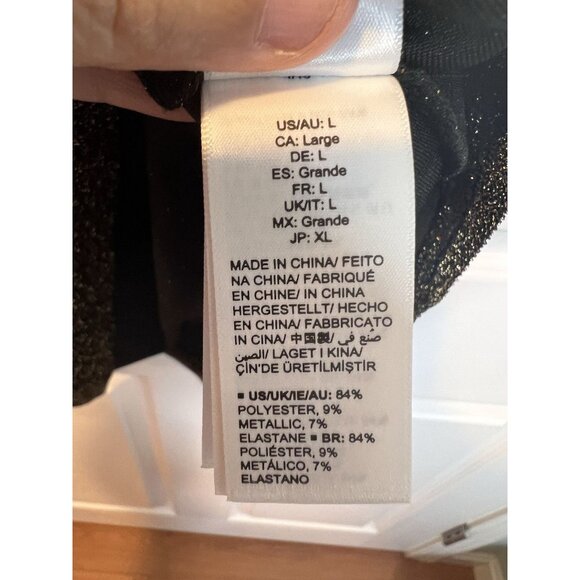 US/AU: L
CA: Large
DE: L
ES: Grande
FR: L
UK/IT: L
MX: Grande
JP: XL
MADE IN CHINA/ FEITO
NA CHINA/ FABRIQUÉ
EN CHINE/ IN CHINA
HERGESTELLT/ HECHO
EN CHINA/ FABBRICATO
IN CINA/ 中国製/ صنع في
الصين/ LAGET I KINA/
ÇİN'DE ÜRETİLMİŞTİR
▪ US/UK/IE/AU: 84%
POLYESTER, 9%
METALLIC, 7%
ELASTANE ▪ BR: 84%
POLIÉSTER, 9%
METÁLICO, 7%
ELASTANO